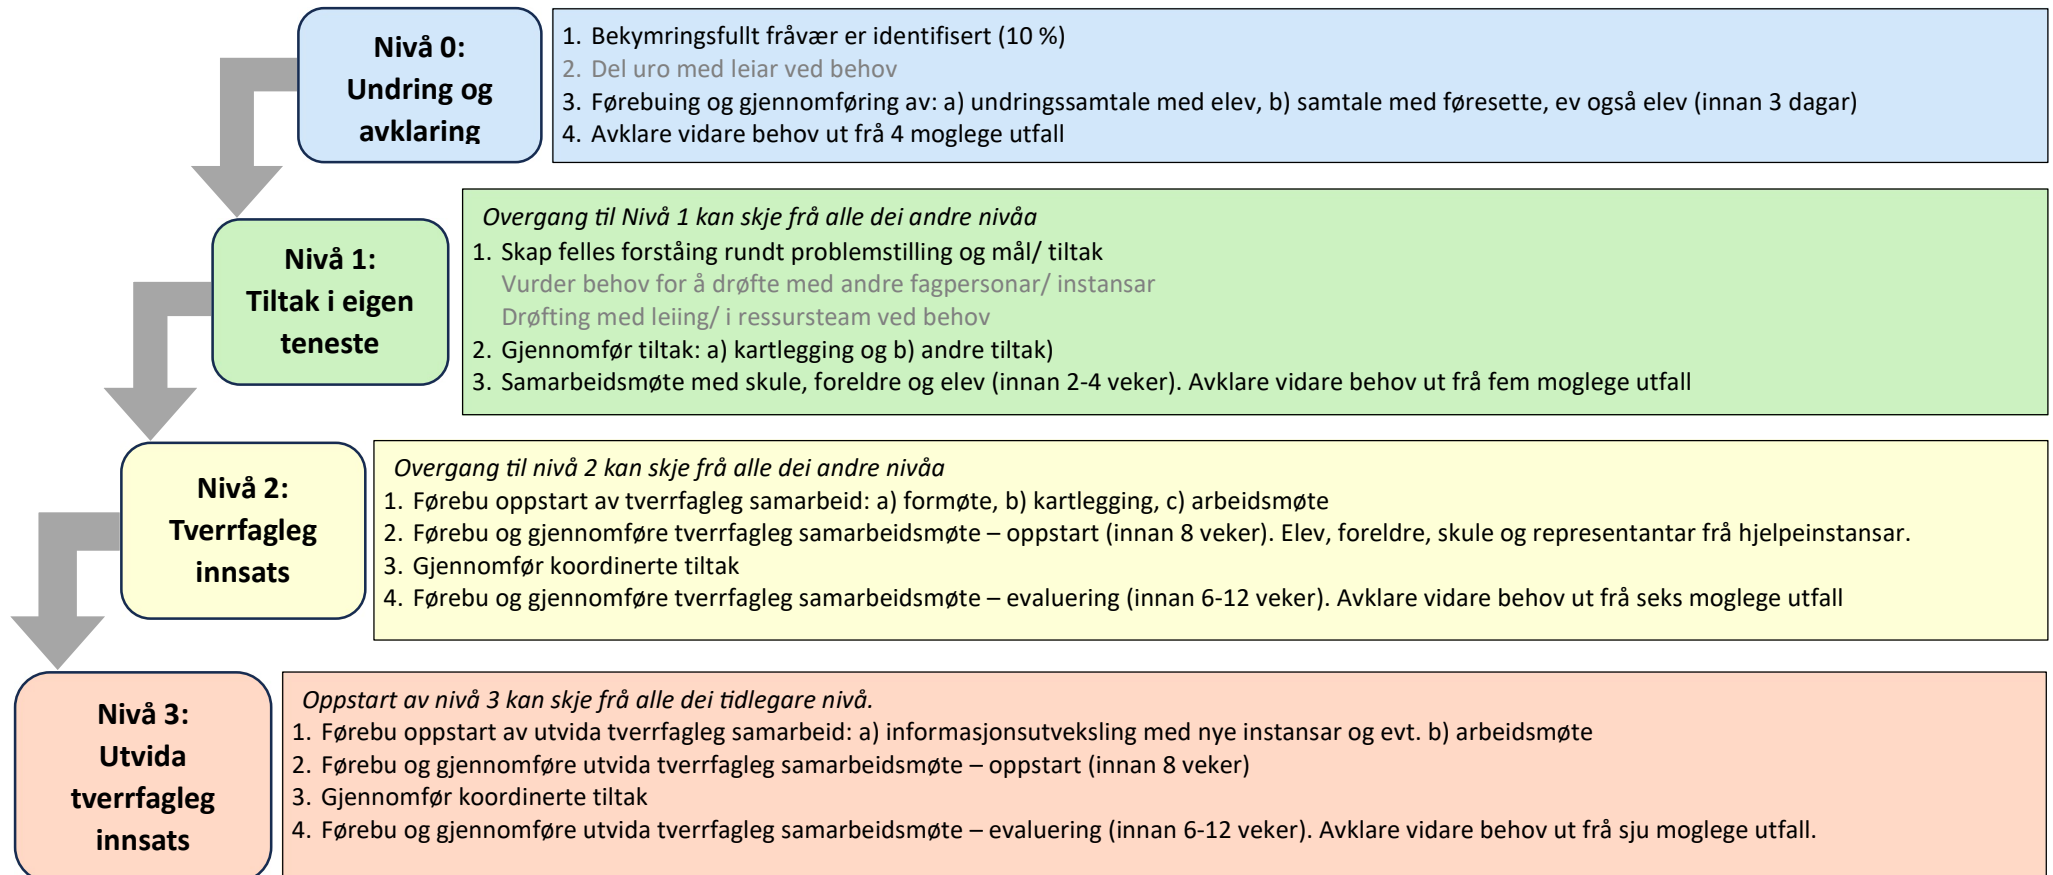 Nivå 0:
Undring og
avklaring
1. Bekymringsfullt fråvær er identifisert (10 %)
2. Del uro med leiar ved behov
3. Førebuing og gjennomføring av: a) undringssamtale med elev, b) samtale med føresette, ev også elev (innan 3 dagar)
4. Avklare vidare behov ut frå 4 moglege utfall
Nivå 1:
Tiltak i eigen
teneste
Overgang til Nivå 1 kan skje frå alle dei andre nivåa
1. Skap felles forståing rundt problemstilling og mål/ tiltak
Vurder behov for å drøfte med andre fagpersonar/ instansar
Drøfting med leiing/ i ressursteam ved behov
2. Gjennomfør tiltak: a) kartlegging og b) andre tiltak)
3. Samarbeidsmøte med skule, foreldre og elev (innan 2-4 veker). Avklare vidare behov ut frå fem moglege utfall
Nivå 2:
Tverrfagleg
innsats
Overgang til nivå 2 kan skje frå alle dei andre nivåa
1. Førebu oppstart av tverrfagleg samarbeid: a) formøte, b) kartlegging, c) arbeidsmøte
2. Førebu og gjennomføre tverrfagleg samarbeidsmøte – oppstart (innan 8 veker). Elev, foreldre, skule og representantar frå hjelpeinstansar.
3. Gjennomfør koordinerte tiltak
4. Førebu og gjennomføre tverrfagleg samarbeidsmøte – evaluering (innan 6-12 veker). Avklare vidare behov ut frå seks moglege utfall
Nivå 3:
Utvida
tverrfagleg
innsats
Oppstart av nivå 3 kan skje frå alle dei tidlegare nivå.
1. Førebu oppstart av utvida tverrfagleg samarbeid: a) informasjonsutveksling med nye instansar og evt. b) arbeidsmøte
2. Førebu og gjennomføre utvida tverrfagleg samarbeidsmøte – oppstart (innan 8 veker)
3. Gjennomfør koordinerte tiltak
4. Førebu og gjennomføre utvida tverrfagleg samarbeidsmøte – evaluering (innan 6-12 veker). Avklare vidare behov ut frå sju moglege utfall.